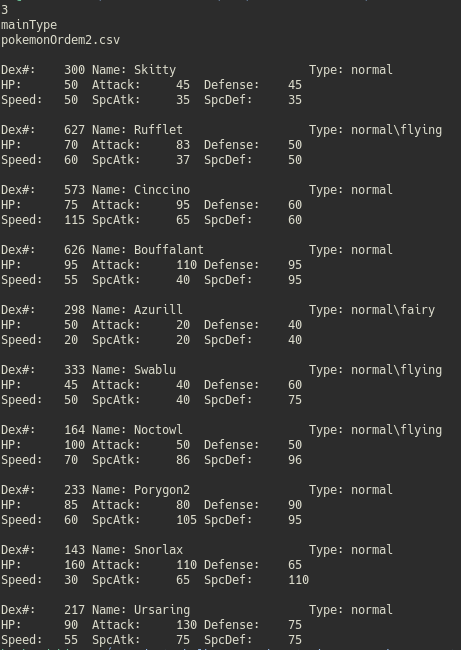 3
mainType
pokemonOrdem2.csv
Dex#: 300 Name: Skitty Type: normal
HP: 50 Attack: 45 Defense: 45
Speed: 50 SpcAtk: 35 SpcDef: 35
Dex#: 627 Name: Rufflet Type: normal\flying
HP: 70 Attack: 83 Defense: 50
Speed: 60 SpcAtk: 37 SpcDef: 50
Dex#: 573 Name: Cinccino Type: normal
HP: 75 Attack: 95 Defense: 60
Speed: 115 SpcAtk: 65 SpcDef: 60
Dex#: 626 Name: Bouffalant Type: normal
HP: 95 Attack: 110 Defense: 95
Speed: 55 SpcAtk: 40 SpcDef: 95
Dex#: 298 Name: Azurill Type: normal\fairy
HP: 50 Attack: 20 Defense: 40
Speed: 20 SpcAtk: 20 SpcDef: 40
Dex#: 333 Name: Swablu Type: normal\flying
HP: 45 Attack: 40 Defense: 60
Speed: 50 SpcAtk: 40 SpcDef: 75
Dex#: 164 Name: Noctowl Type: normal\flying
HP: 100 Attack: 50 Defense: 50
Speed: 70 SpcAtk: 86 SpcDef: 96
Dex#: 233 Name: Porygon2 Type: normal
HP: 85 Attack: 80 Defense: 90
Speed: 60 SpcAtk: 105 SpcDef: 95
Dex#: 143 Name: Snorlax Type: normal
HP: 160 Attack: 110 Defense: 65
Speed: 30 SpcAtk: 65 SpcDef: 110
Dex#: 217 Name: Ursaring Type: normal
HP: 90 Attack: 130 Defense: 75
Speed: 55 SpcAtk: 75 SpcDef: 75